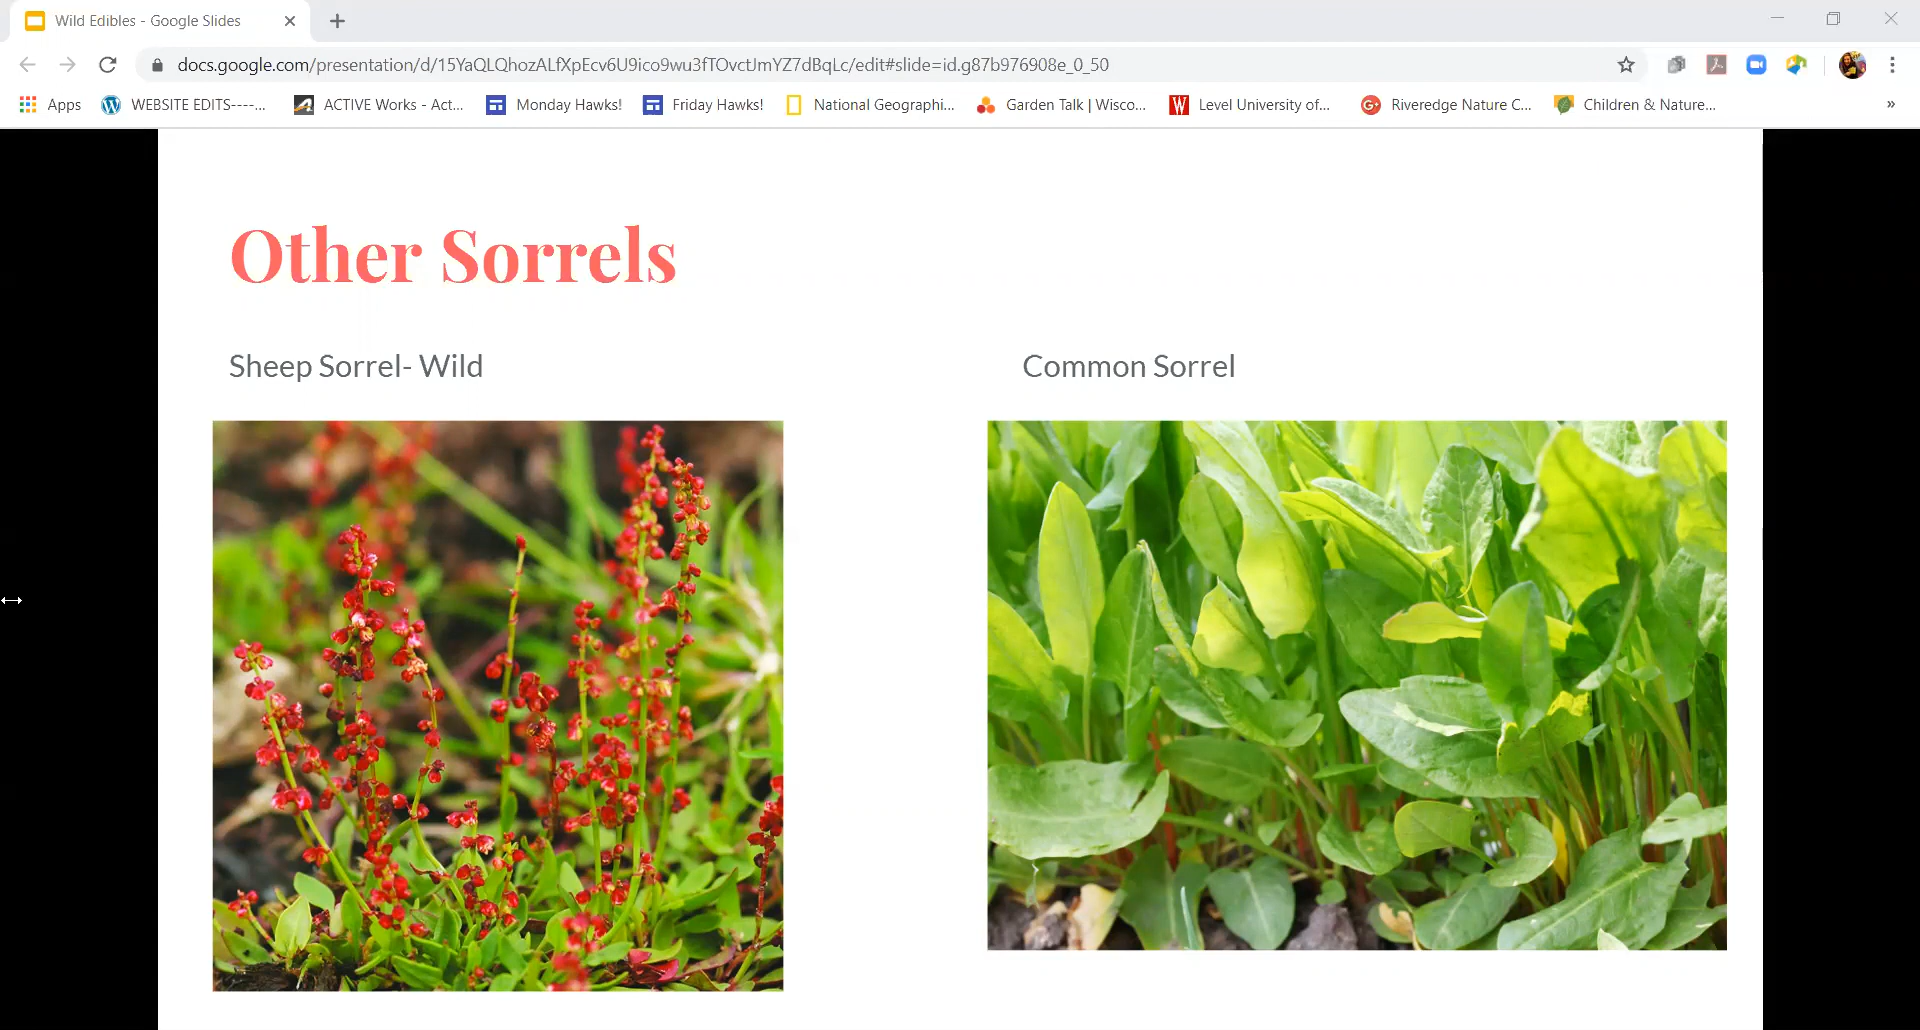 Wild Edibles - Google Slides
docs.google.com/presentation/d/15YaQLQhozALfXpEcv6U9ico9wu3fTOvctJmYZ7dBqLc/edit#slide=id.g87b976908e_0_50
Apps WEBSITE EDITS----... ACTIVE Works - Act... Monday Hawks! Friday Hawks! National Geographi... Garden Talk | Wisco... Level University of... Riveredge Nature C... Children & Nature... »
Other Sorrels
Sheep Sorrel- Wild
Common Sorrel